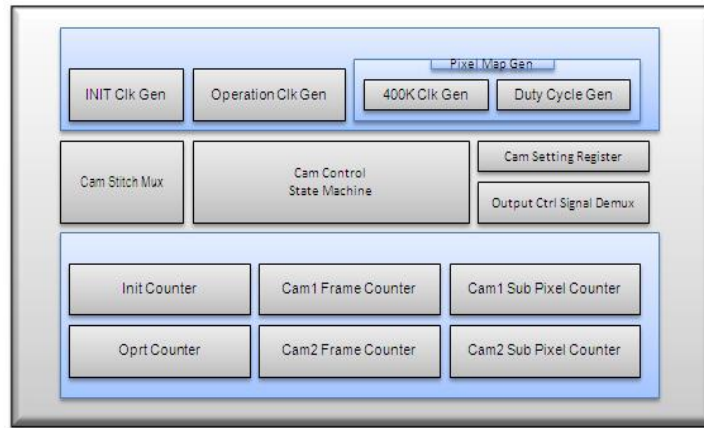 Pixel Map Gen
INIT Clk Gen
Operation Clk Gen
400K Clk Gen
Duty Cycle Gen
Cam Stitch Mux
Cam Control
State Machine
Cam Setting Register
Output Ctrl Signal Demux
Init Counter
Cam1 Frame Counter
Cam1 Sub Pixel Counter
Oprt Counter
Cam2 Frame Counter
Cam2 Sub Pixel Counter